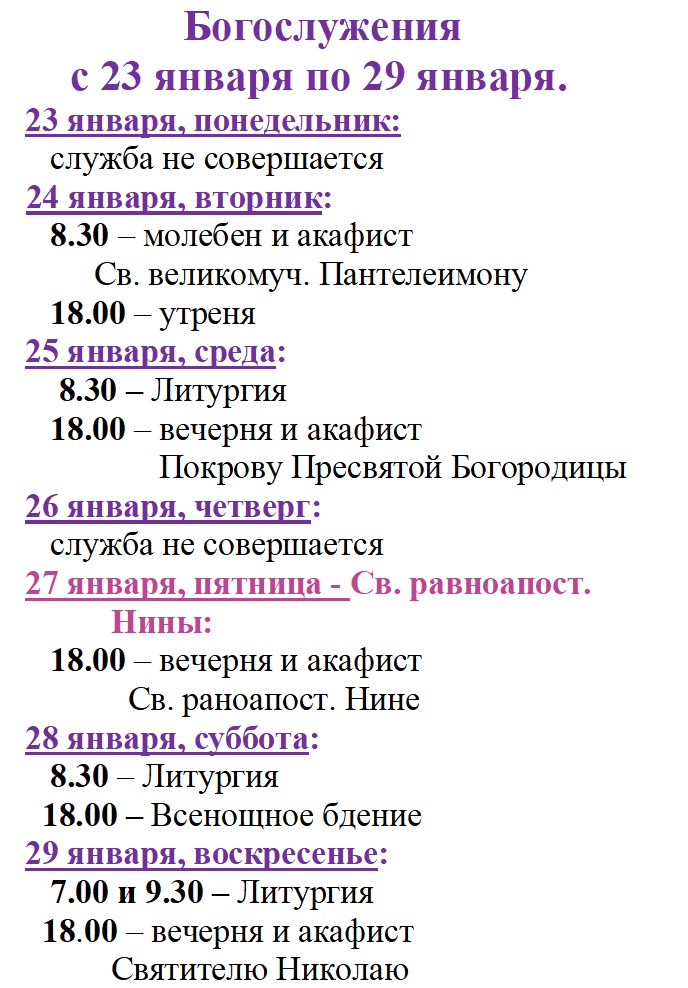 Богослужения
с 23 января по 29 января.
23 января, понедельник:
служба не совершается
24 января, вторник:
8.30 – молебен и акафист
Св. великомуч. Пантелеимону
18.00 – утреня
25 января, среда:
8.30 – Литургия
18.00 – вечерня и акафист
Покрову Пресвятой Богородицы
26 января, четверг:
служба не совершается
27 января, пятница - Св. равноапост.
Нины:
18.00 – вечерня и акафист
Св. раноапост. Нине
28 января, суббота:
8.30 – Литургия
18.00 – Всенощное бдение
29 января, воскресенье:
7.00 и 9.30 – Литургия
18.00 – вечерня и акафист
Святителю Николаю